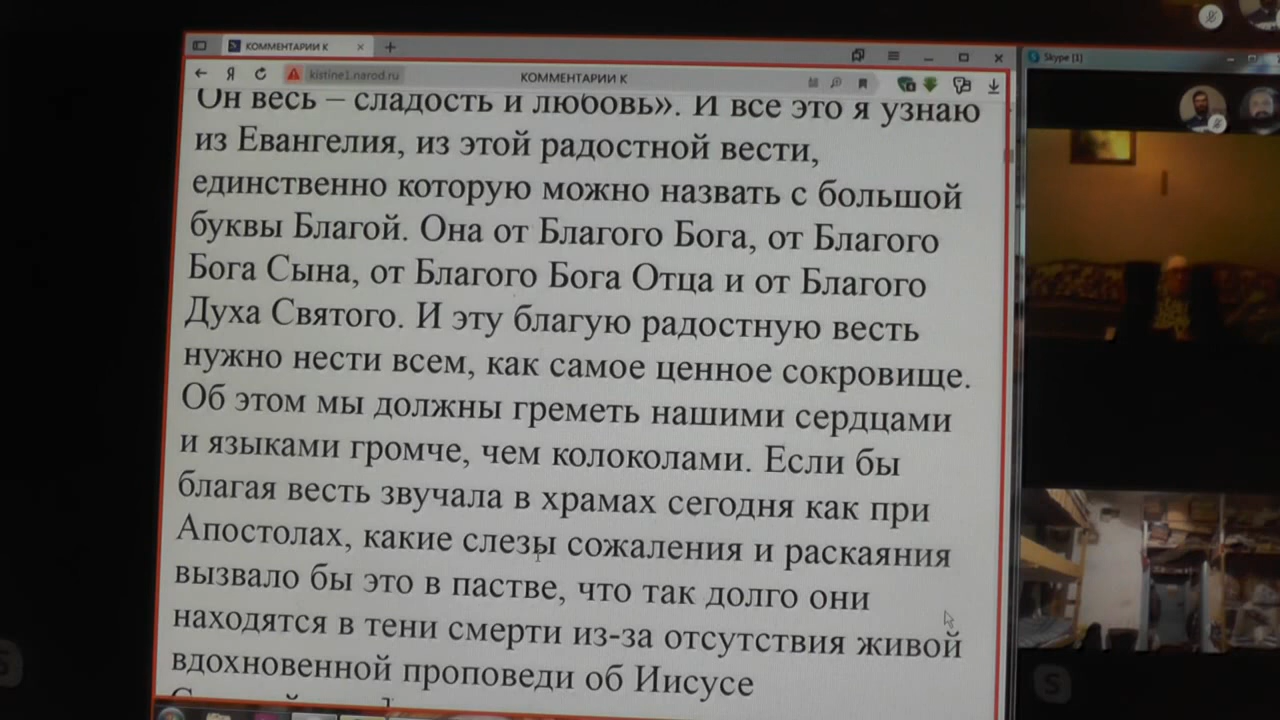 КОММЕНТАРИИ К
Skype [1]
Я
kistine1.narod.ru
КОММЕНТАРИИ К
Он весь – сладость и любовь». И все это я узнаю
из Евангелия, из этой радостной вести,
единственно которую можно назвать с большой
буквы Благой. Она от Благого Бога, от Благого
Бога Сына, от Благого Бога Отца и от Благого
Духа Святого. И эту благую радостную весть
нужно нести всем, как самое ценное сокровище.
Об этом мы должны греметь нашими сердцами
и языками громче, чем колоколами. Если бы
благая весть звучала в храмах сегодня как при
Апостолах, какие слезы сожаления и раскаяния
вызвало бы это в пастве, что так долго они
находятся в тени смерти из-за отсутствия живой
вдохновенной проповеди об Иисусе